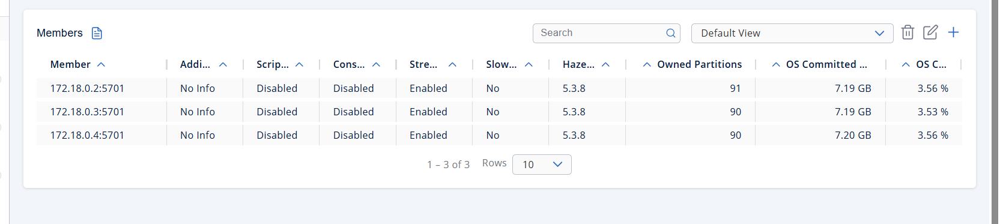 Members
Search
Default View
Member Addi... Scrip... Cons... Stre... Slow... Haze... Owned Partitions OS Committed ... OS C...
172.18.0.2:5701 No Info Disabled Disabled Enabled No 5.3.8 91 7.19 GB 3.56 %
172.18.0.3:5701 No Info Disabled Disabled Enabled No 5.3.8 90 7.19 GB 3.53 %
172.18.0.4:5701 No Info Disabled Disabled Enabled No 5.3.8 90 7.20 GB 3.56 %
1 – 3 of 3 Rows 10